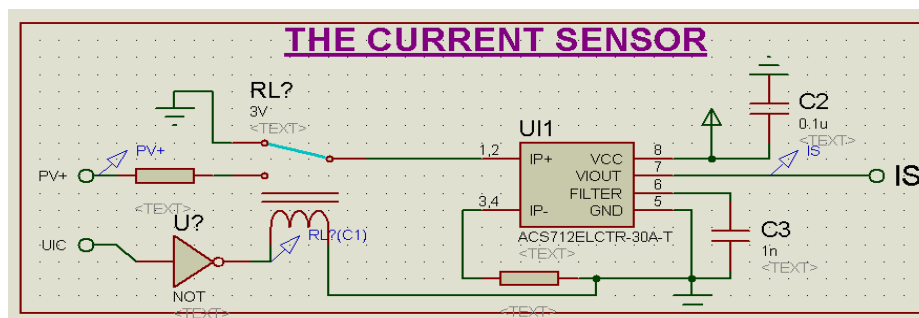 THE CURRENT SENSOR
RL?
3V
<TEXT>
C2
0.1u
<TEXT>
UI1
PV+
PV+
<TEXT>
1,2
IP+
VCC
8
VIOUT
7
IS
IS
FILTER
6
3,4
IP-
GND
5
ACS712ELCTR-30A-T
<TEXT>
U?
UIC
RL?(C1)
NOT
<TEXT>
C3
1n
<TEXT>
<TEXT>